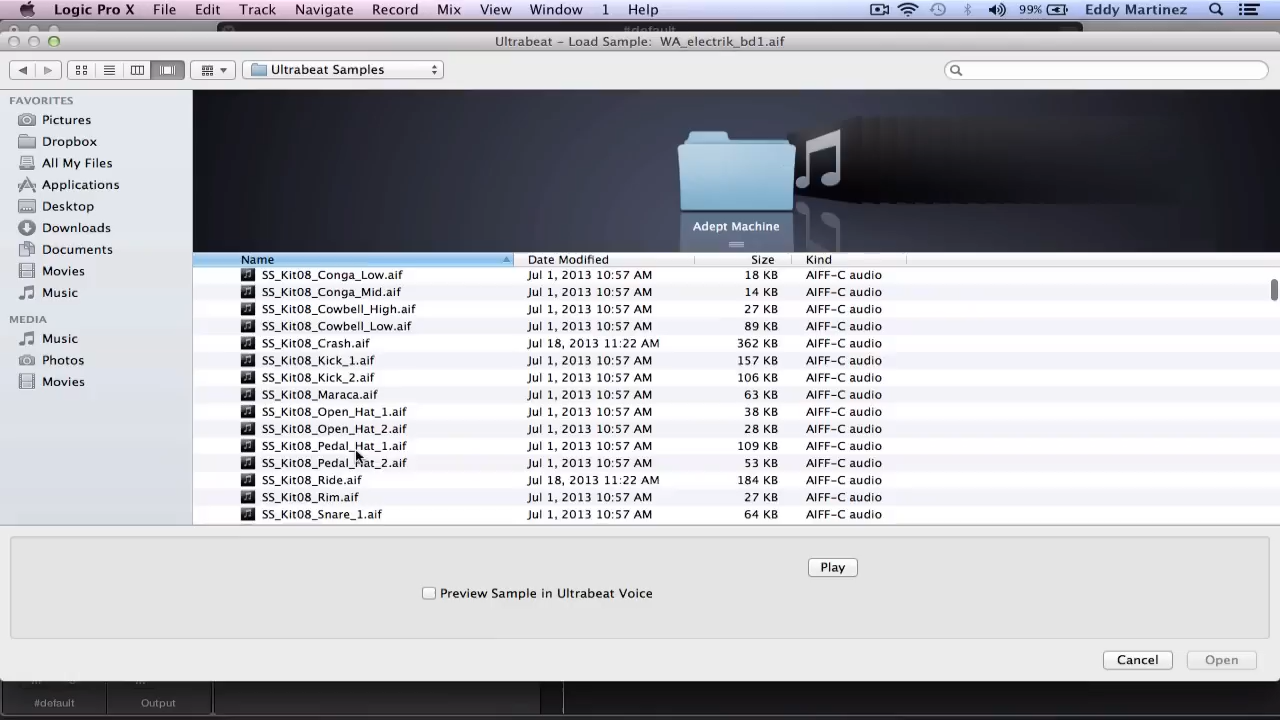 Logic Pro X File Edit Track Navigate Record Mix View Window 1 Help 99% Eddy Martinez
#default
Ultrabeat – Load Sample: WA_electrik_bd1.aif
Ultrabeat Samples
FAVORITES
Pictures
Dropbox
All My Files
Applications
Desktop
Downloads
Documents
Movies
Music
MEDIA
Music
Photos
Movies
Adept Machine
Name Date Modified Size Kind
SS_Kit08_Conga_Low.aif Jul 1, 2013 10:57 AM 18 KB AIFF-C audio
SS_Kit08_Conga_Mid.aif Jul 1, 2013 10:57 AM 14 KB AIFF-C audio
SS_Kit08_Cowbell_High.aif Jul 1, 2013 10:57 AM 27 KB AIFF-C audio
SS_Kit08_Cowbell_Low.aif Jul 1, 2013 10:57 AM 89 KB AIFF-C audio
SS_Kit08_Crash.aif Jul 18, 2013 11:22 AM 362 KB AIFF-C audio
SS_Kit08_Kick_1.aif Jul 1, 2013 10:57 AM 157 KB AIFF-C audio
SS_Kit08_Kick_2.aif Jul 1, 2013 10:57 AM 106 KB AIFF-C audio
SS_Kit08_Maraca.aif Jul 1, 2013 10:57 AM 63 KB AIFF-C audio
SS_Kit08_Open_Hat_1.aif Jul 1, 2013 10:57 AM 38 KB AIFF-C audio
SS_Kit08_Open_Hat_2.aif Jul 1, 2013 10:57 AM 28 KB AIFF-C audio
SS_Kit08_Pedal_Hat_1.aif Jul 1, 2013 10:57 AM 109 KB AIFF-C audio
SS_Kit08_Pedal_Hat_2.aif Jul 1, 2013 10:57 AM 53 KB AIFF-C audio
SS_Kit08_Ride.aif Jul 18, 2013 11:22 AM 184 KB AIFF-C audio
SS_Kit08_Rim.aif Jul 1, 2013 10:57 AM 27 KB AIFF-C audio
SS_Kit08_Snare_1.aif Jul 1, 2013 10:57 AM 64 KB AIFF-C audio
Play
Preview Sample in Ultrabeat Voice
Cancel Open
#default Output